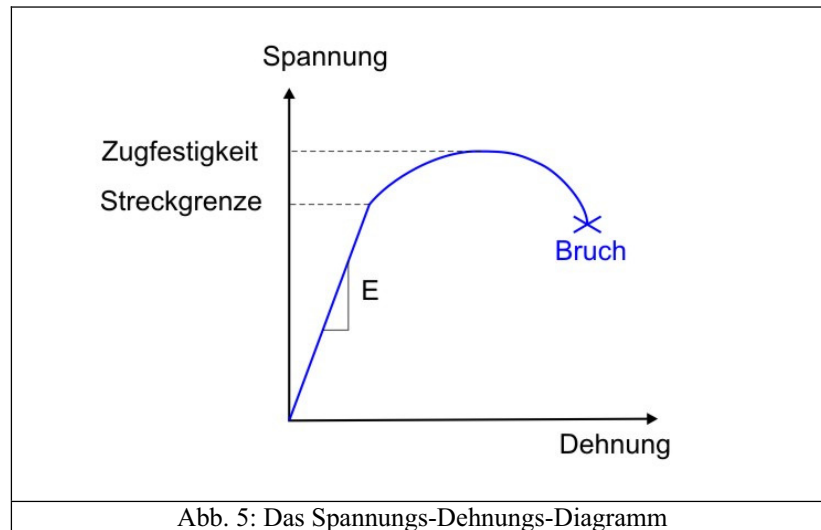 Spannung
Zugfestigkeit
Streckgrenze
Bruch
E
Dehnung
Abb. 5: Das Spannungs-Dehnungs-Diagramm